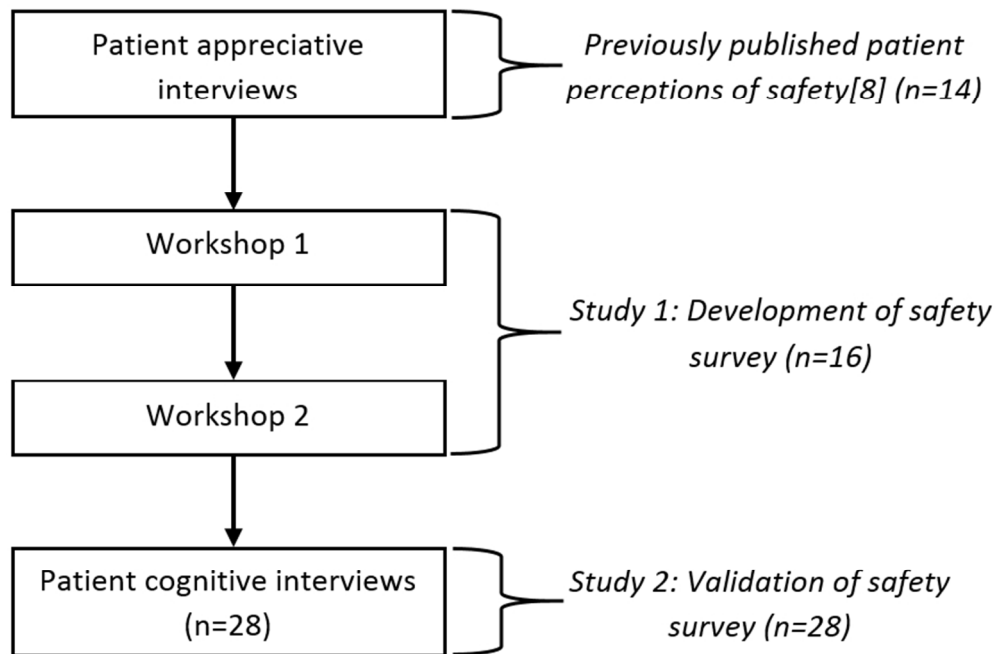 Patient appreciative
interviews
Previously published patient
perceptions of safety[8] (n=14)
Workshop 1
Study 1: Development of safety
survey (n=16)
Workshop 2
Patient cognitive interviews
(n=28)
Study 2: Validation of safety
survey (n=28)